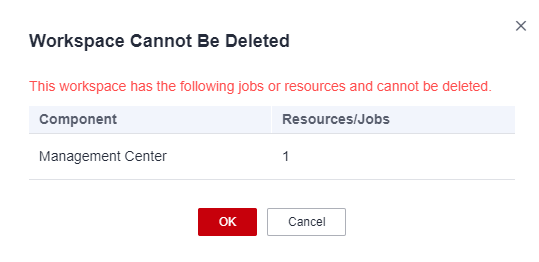 Workspace Cannot Be Deleted
This workspace has the following jobs or resources and cannot be deleted.
Component Resources/Jobs
Management Center 1
OK Cancel